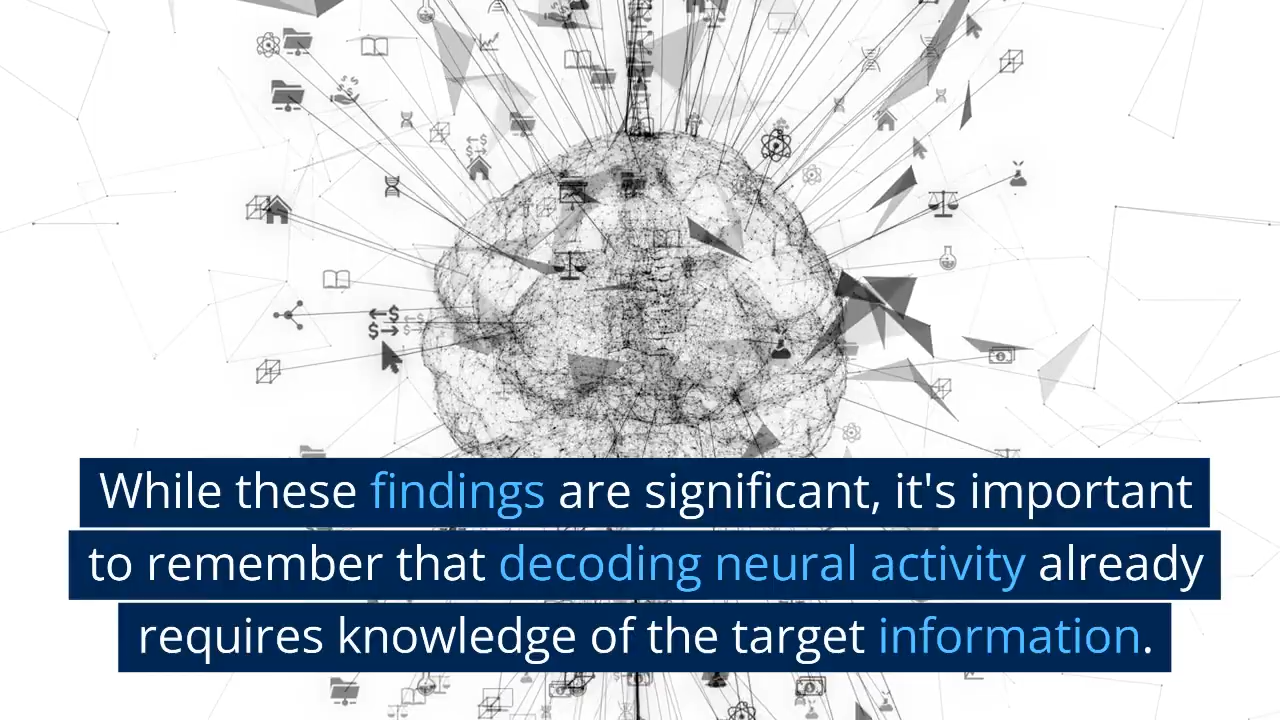 While these findings are significant, it's important
to remember that decoding neural activity already
requires knowledge of the target information.